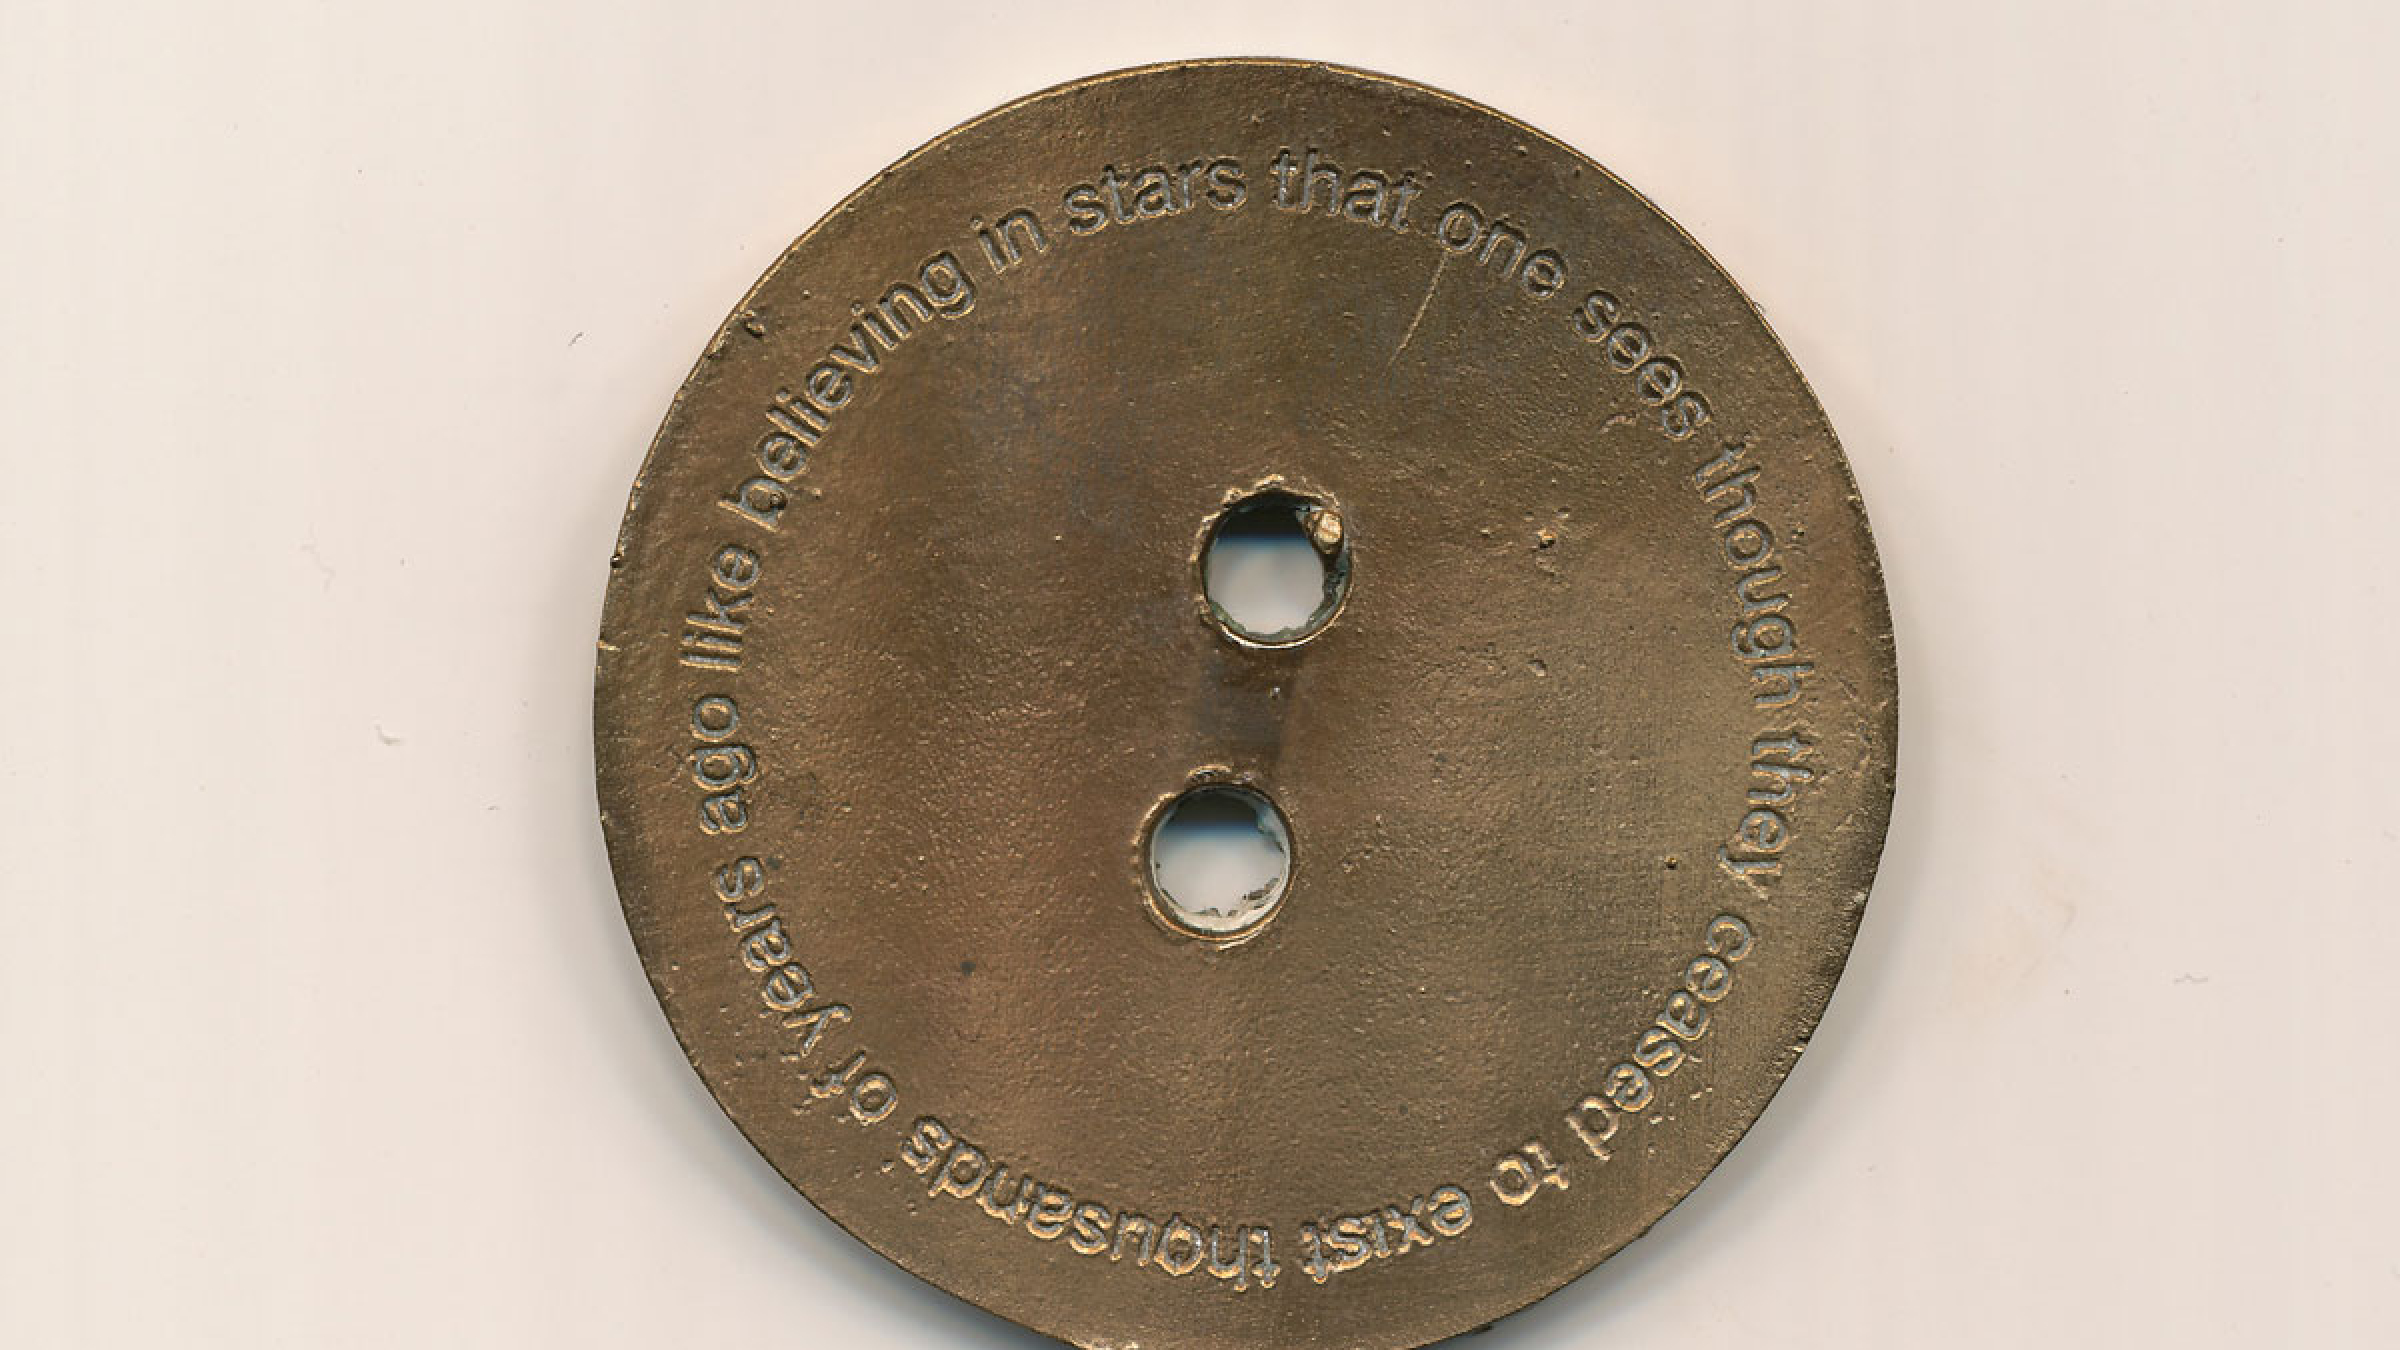 like believing in stars that one sees though they ceased to exist thousands of years ago